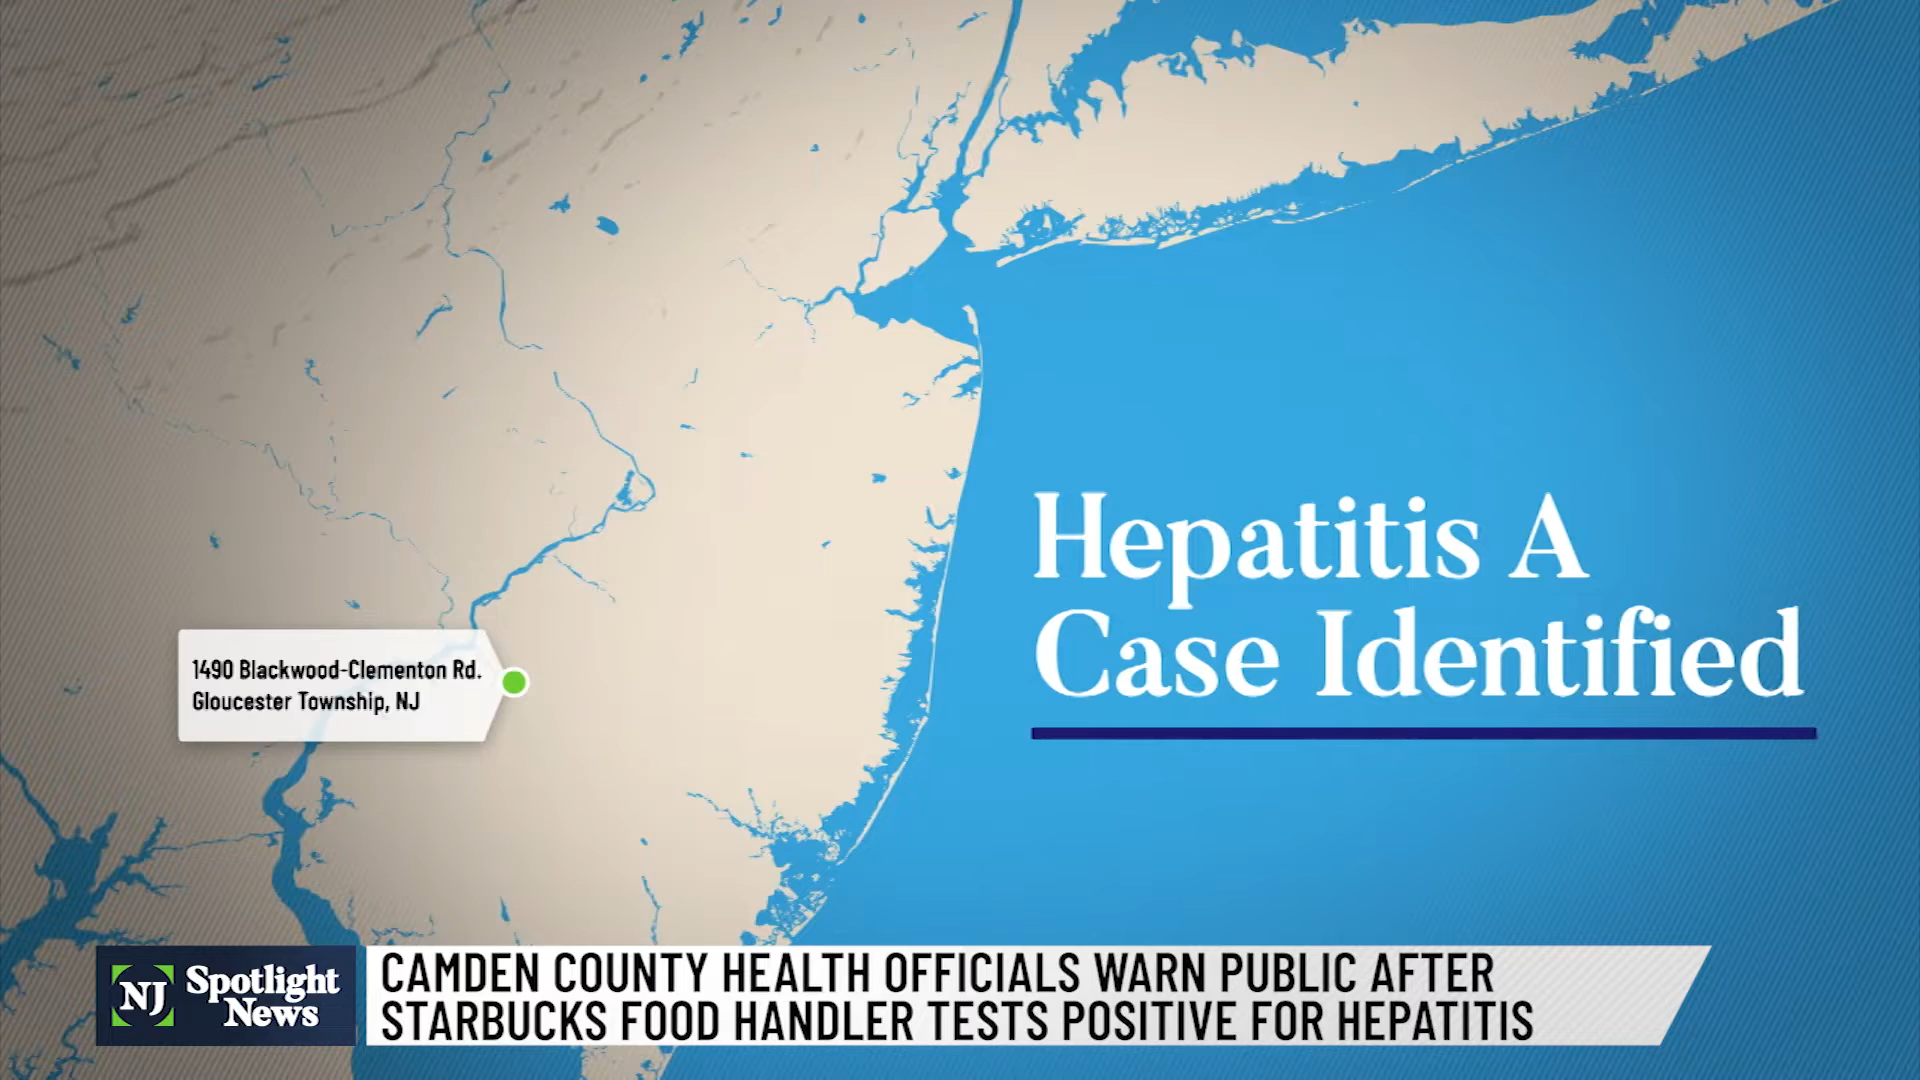 Hepatitis A
Case Identified
1490 Blackwood-Clementon Rd.
Gloucester Township, NJ
NJ Spotlight
News
CAMDEN COUNTY HEALTH OFFICIALS WARN PUBLIC AFTER
STARBUCKS FOOD HANDLER TESTS POSITIVE FOR HEPATITIS